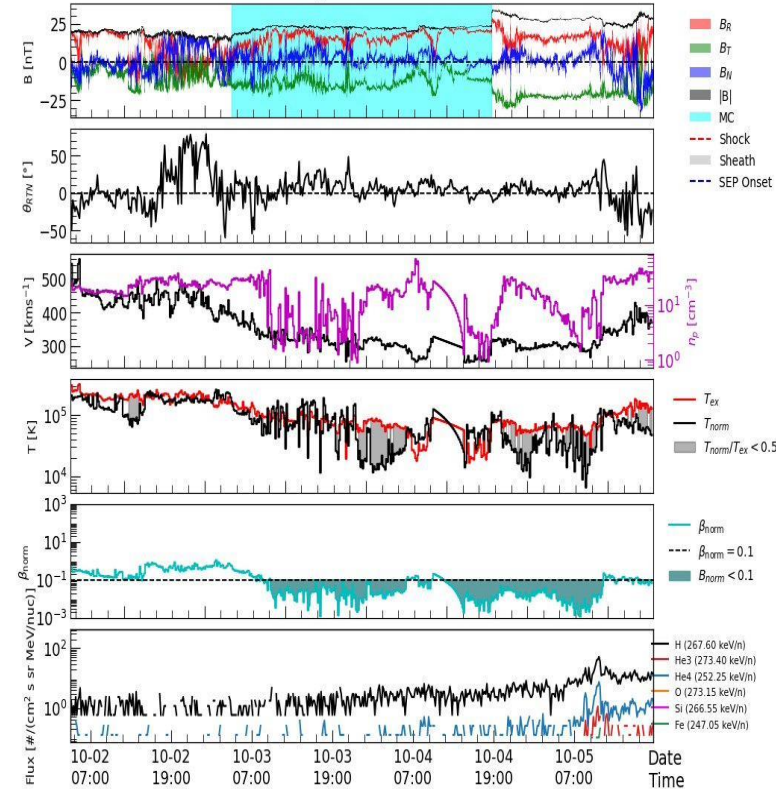 25
0
−25
B [nT]
B_R
B_T
B_N
|B|
MC
Shock
Sheath
SEP Onset
50
0
−50
θ_RTN [°]
500
400
300
V [kms⁻¹]
10¹
10⁰
n_p [cm⁻³]
10⁵
10⁴
T [K]
T_ex
T_norm
T_norm/T_ex < 0.5
10³
10¹
10⁻¹
10⁻³
β_norm
β_norm
β_norm = 0.1
B_norm < 0.1
10²
10⁰
Flux [#/(cm² s sr MeV/nuc)]
H (267.60 keV/n)
He3 (273.40 keV/n)
He4 (252.25 keV/n)
O (273.15 keV/n)
Si (266.55 keV/n)
Fe (247.05 keV/n)
10-02 10-02 10-03 10-03 10-04 10-04 10-05 Date
07:00 19:00 07:00 19:00 07:00 19:00 07:00 Time